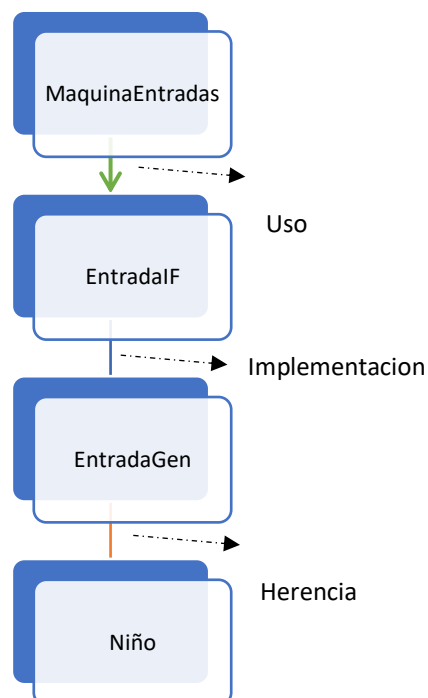 MaquinaEntradas
Uso
EntradaIF
Implementacion
EntradaGen
Herencia
Niño